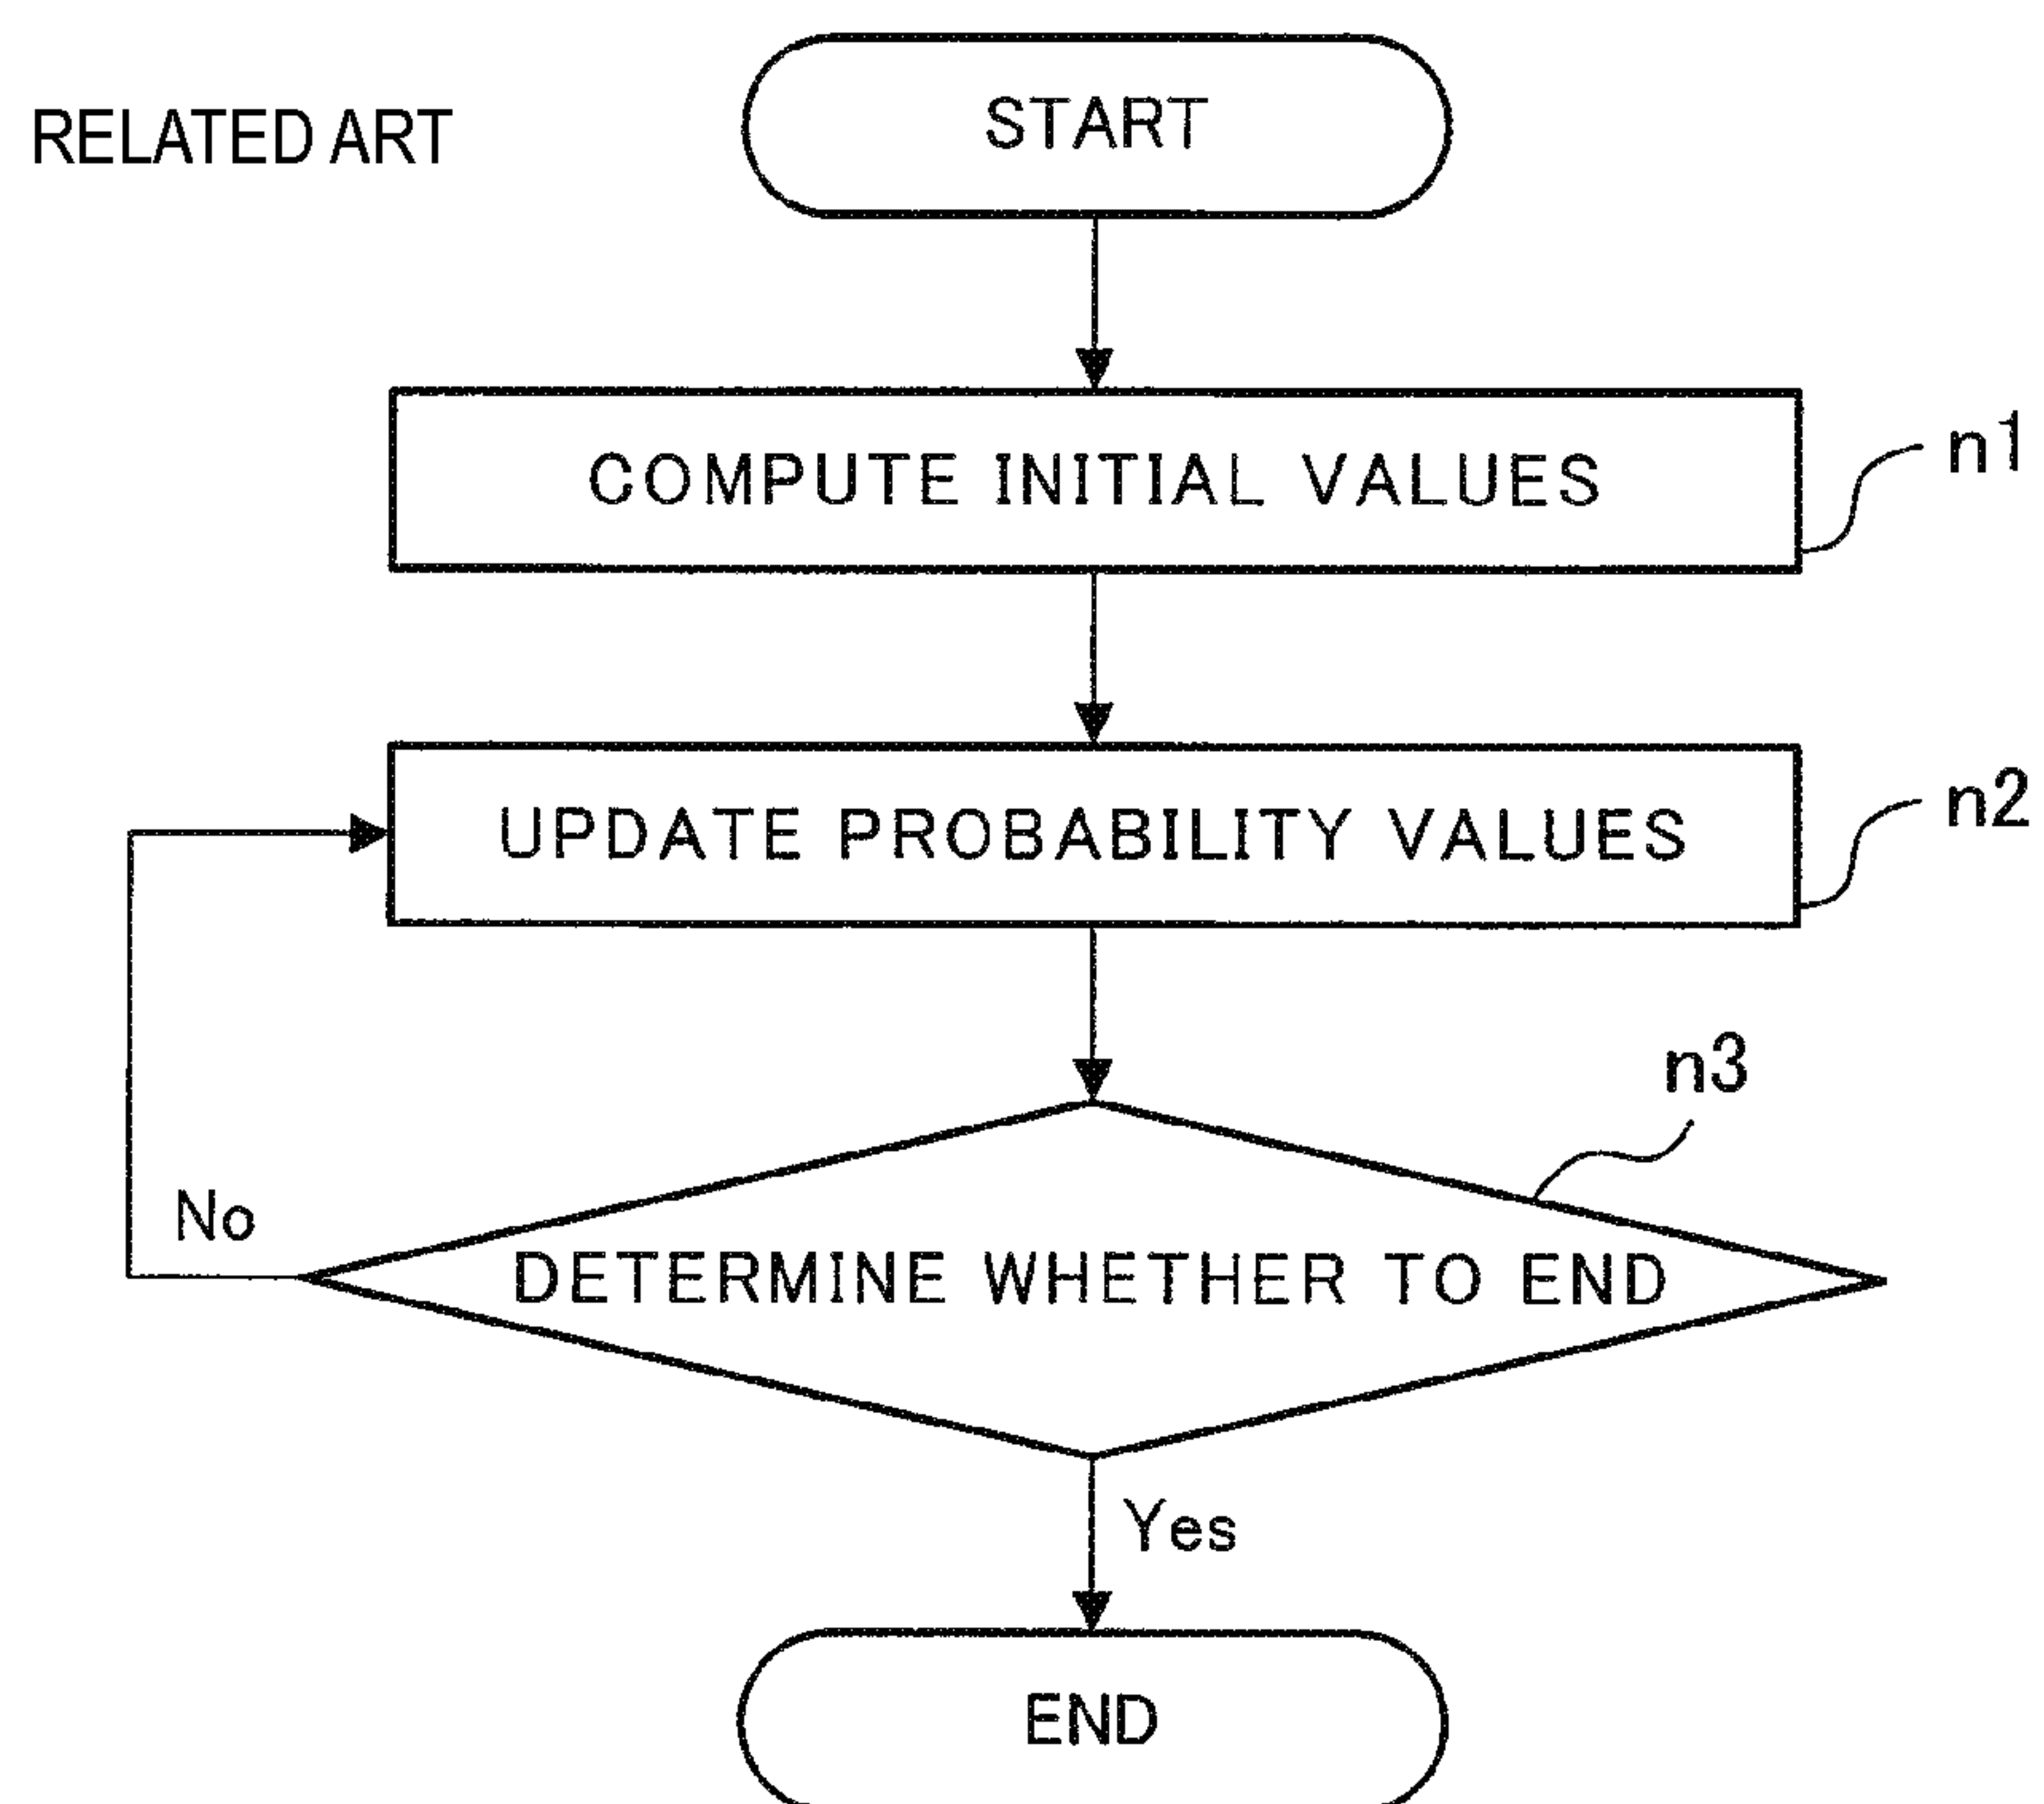 RELATED ART
START
COMPUTE INITIAL VALUES
n1
UPDATE PROBABILITY VALUES
n2
n3
DETERMINE WHETHER TO END
No
Yes
END